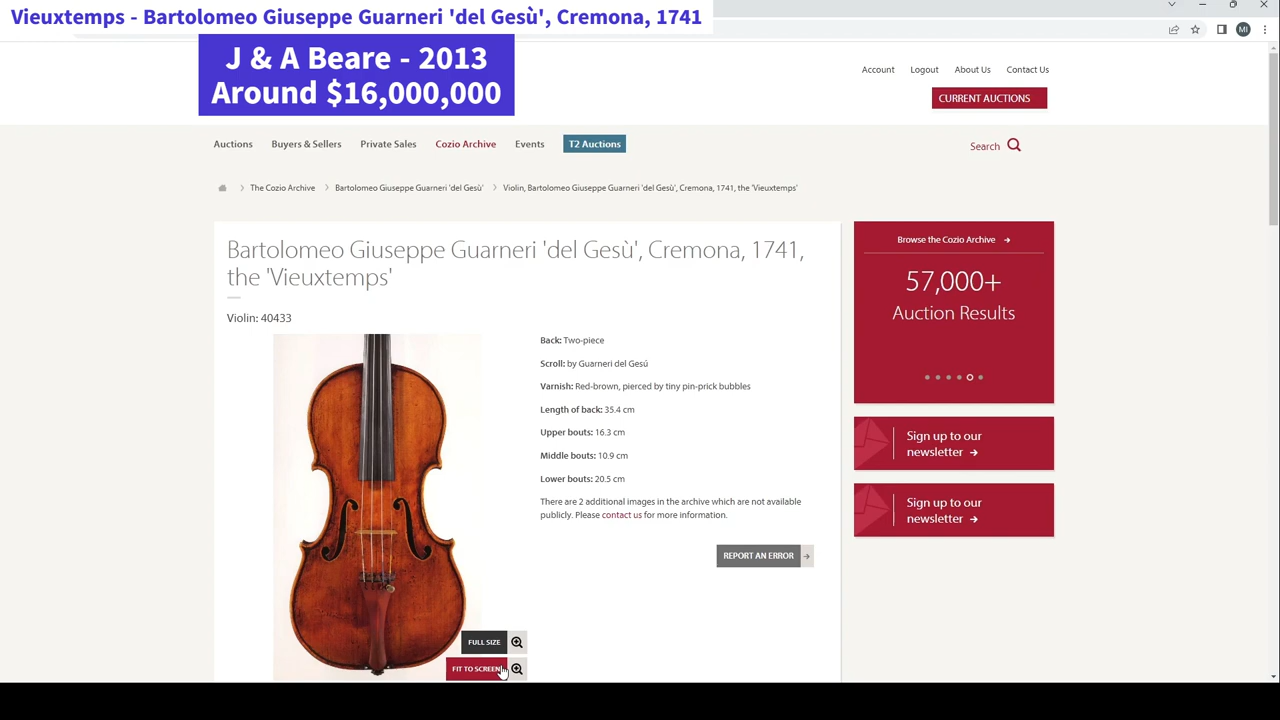 Vieuxtemps - Bartolomeo Giuseppe Guarneri 'del Gesù', Cremona, 1741
J & A Beare - 2013
Around $16,000,000
MI
Account Logout About Us Contact Us
CURRENT AUCTIONS
Auctions Buyers & Sellers Private Sales Cozio Archive Events T2 Auctions
Search
The Cozio Archive Bartolomeo Giuseppe Guarneri 'del Gesù' Violin, Bartolomeo Giuseppe Guarneri 'del Gesù', Cremona, 1741, the 'Vieuxtemps'
Bartolomeo Giuseppe Guarneri 'del Gesù', Cremona, 1741,
the 'Vieuxtemps'
Violin: 40433
Back: Two-piece
Scroll: by Guarneri del Gesú
Varnish: Red-brown, pierced by tiny pin-prick bubbles
Length of back: 35.4 cm
Upper bouts: 16.3 cm
Middle bouts: 10.9 cm
Lower bouts: 20.5 cm
There are 2 additional images in the archive which are not available
publicly. Please contact us for more information.
REPORT AN ERROR
FULL SIZE
FIT TO SCREEN
Browse the Cozio Archive
57,000+
Auction Results
Sign up to our
newsletter
Sign up to our
newsletter